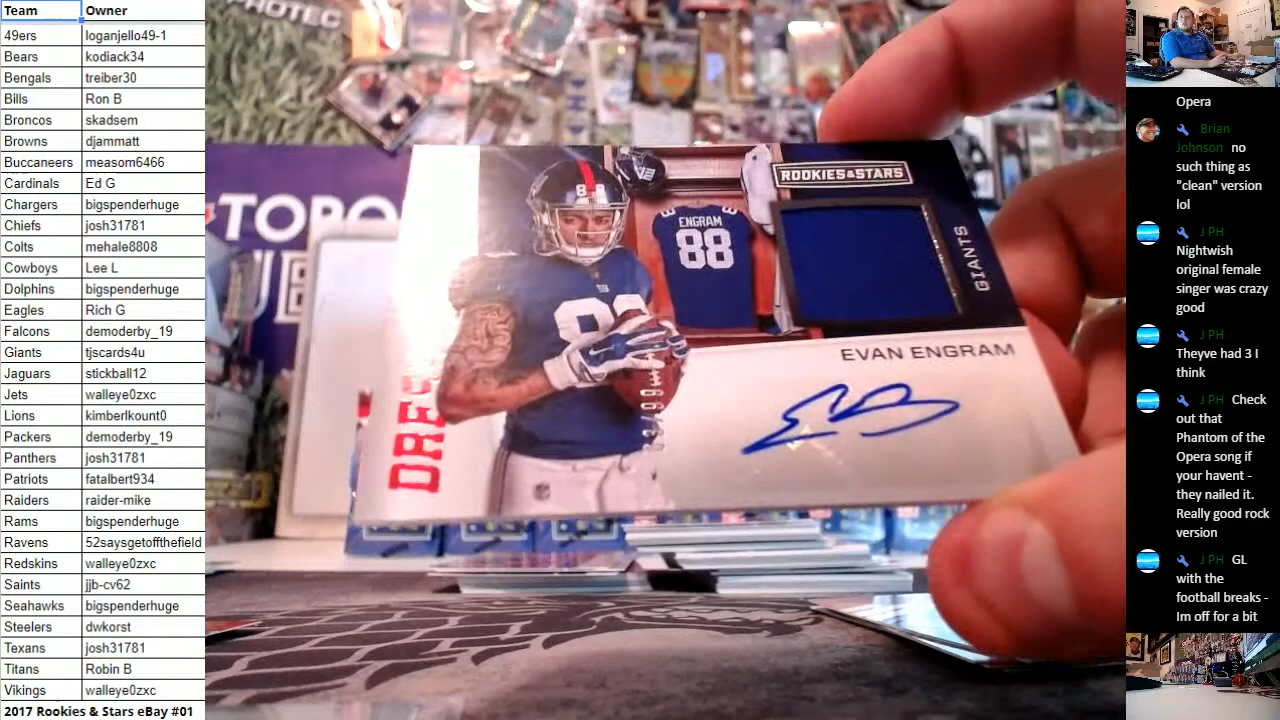 Team Owner
49ers loganjello49-1
Bears kodiack34
Bengals treiber30
Bills Ron B
Broncos skadsem
Browns djammatt
Buccaneers measom6466
Cardinals Ed G
Chargers bigspenderhuge
Chiefs josh31781
Colts mehale8808
Cowboys Lee L
Dolphins bigspenderhuge
Eagles Rich G
Falcons demoderby_19
Giants tjscards4u
Jaguars stickball12
Jets walleye0zxc
Lions kimberlkount0
Packers demoderby_19
Panthers josh31781
Patriots fatalbert934
Raiders raider-mike
Rams bigspenderhuge
Ravens 52saysgetoffthefield
Redskins walleye0zxc
Saints jjb-cv62
Seahawks bigspenderhuge
Steelers dwkorst
Texans josh31781
Titans Robin B
Vikings walleye0zxc
2017 Rookies & Stars eBay #01
ROOKIES & STARS
ENGRAM
88
88
GIANTS
EVAN ENGRAM
Opera
Brian
Johnson no
such thing as
"clean" version
lol
J PH
Nightwish
original female
singer was crazy
good
J PH
Theyve had 3 I
think
J PH Check
out that
Phantom of the
Opera song if
your havent -
they nailed it.
Really good rock
version
J PH GL
with the
football breaks -
Im off for a bit